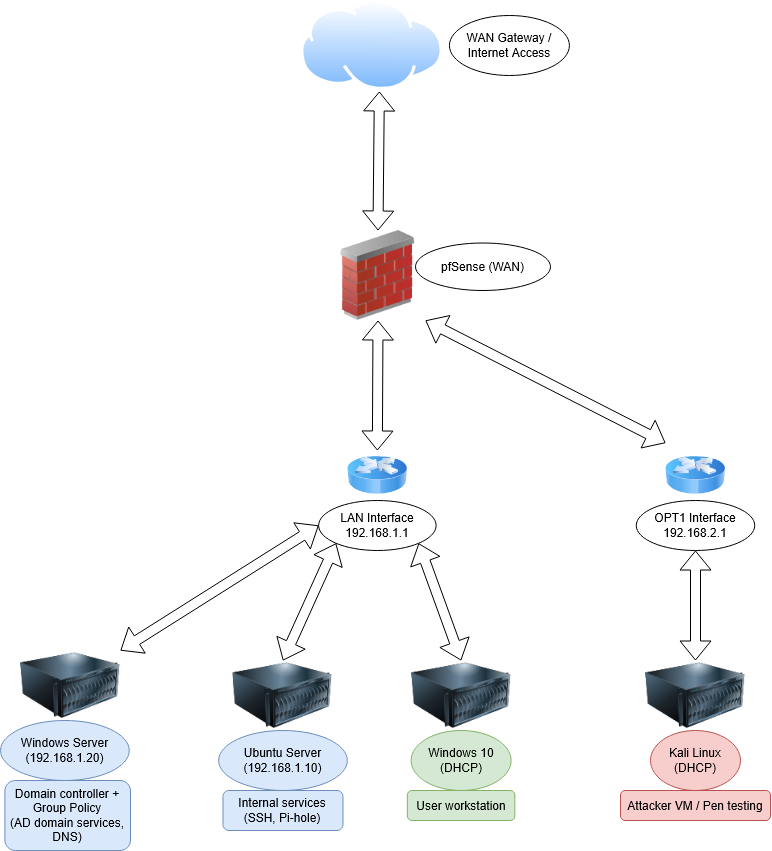 WAN Gateway /
Internet Access
pfSense (WAN)
LAN Interface
192.168.1.1
OPT1 Interface
192.168.2.1
Windows Server
(192.168.1.20)
Domain controller +
Group Policy
(AD domain services,
DNS)
Ubuntu Server
(192.168.1.10)
Internal services
(SSH, Pi-hole)
Windows 10
(DHCP)
User workstation
Kali Linux
(DHCP)
Attacker VM / Pen testing